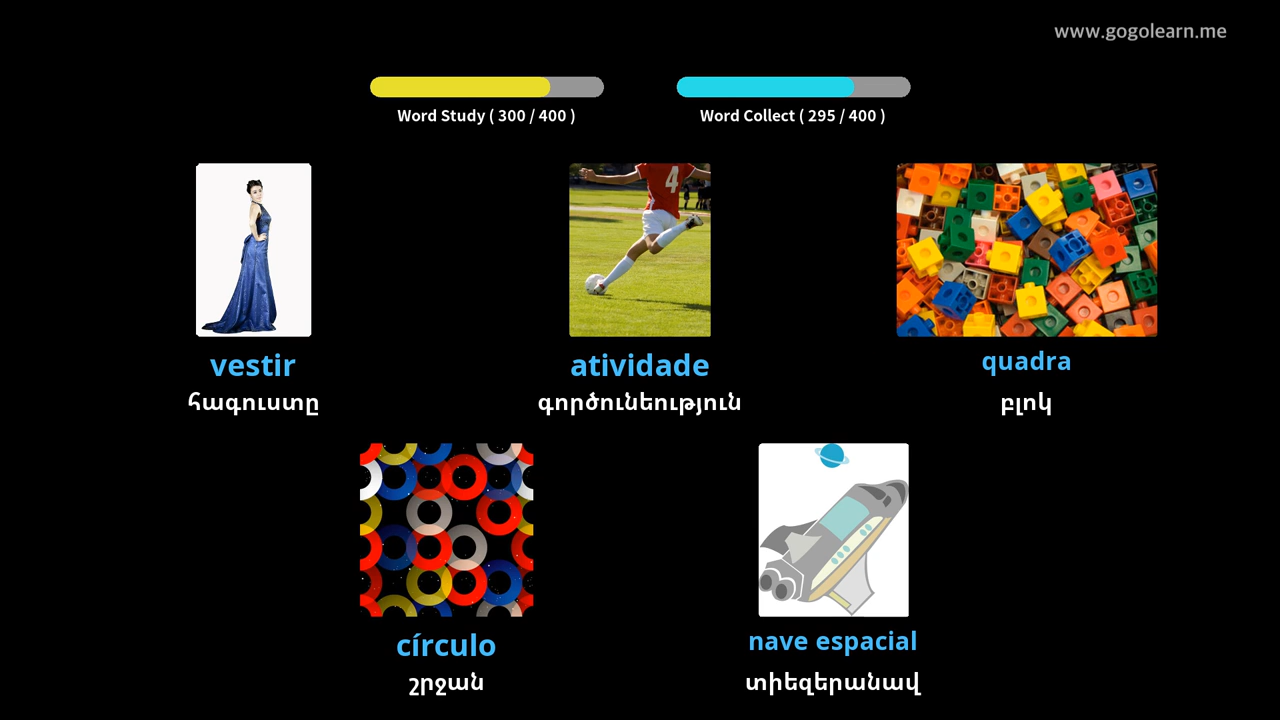 www.gogolearn.me
Word Study ( 300 / 400 )
Word Collect ( 295 / 400 )
4
vestir
հագուստը
atividade
գործունեություն
quadra
բլոկ
círculo
շրջան
nave espacial
տիեզերանավ